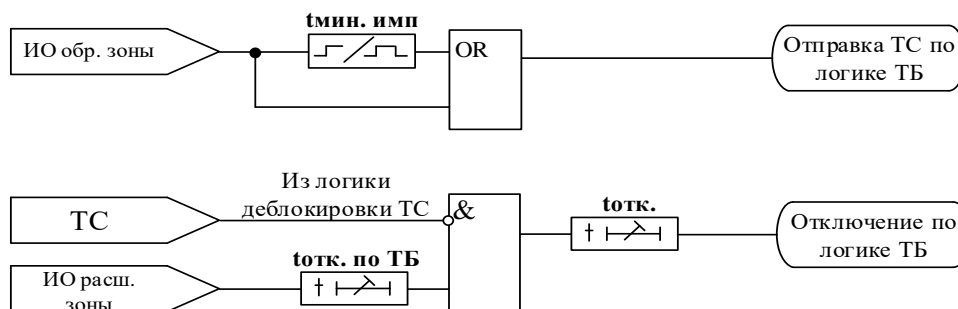 tмин. имп
ИО обр. зоны
OR
Отправка ТС по
логике ТБ
Из логики
деблокировки ТС
ТС
&
tотк.
Отключение по
логике ТБ
tотк. по ТБ
ИО расш.
зоны